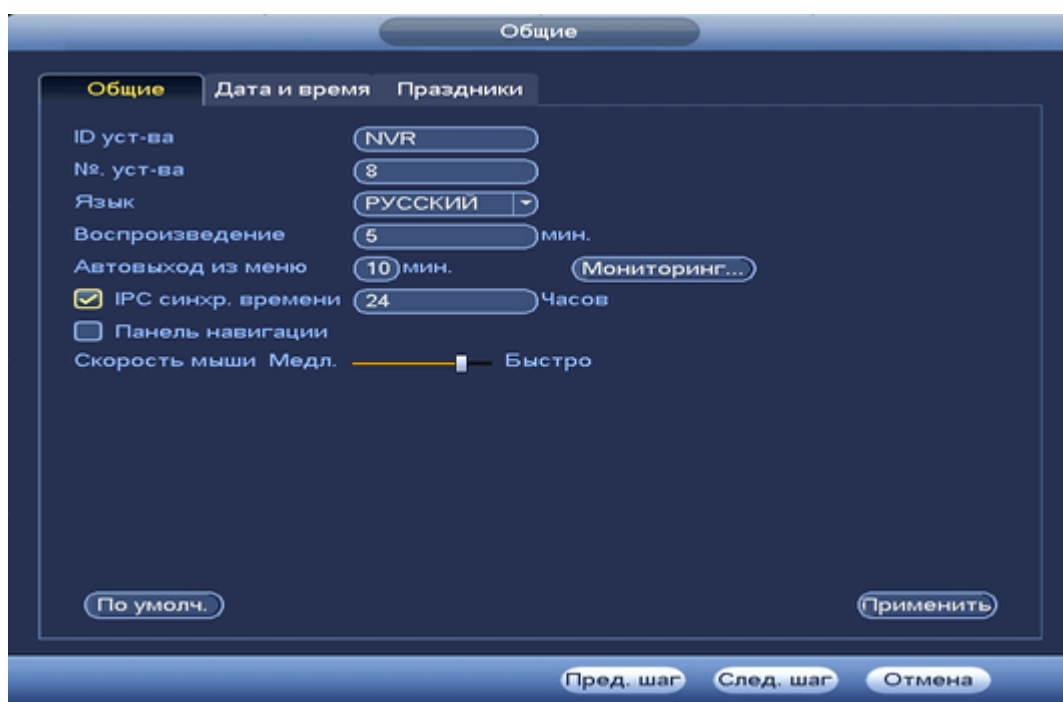 Общие
Общие Дата и время Праздники
ID уст-ва NVR
№. уст-ва 8
Язык РУССКИЙ
Воспроизведение 5 мин.
Автовыход из меню 10 мин. Мониторинг...
IPC синхр. времени 24 Часов
Панель навигации
Скорость мыши Медл. Быстро
По умолч. Применить
Пред. шаг След. шаг Отмена